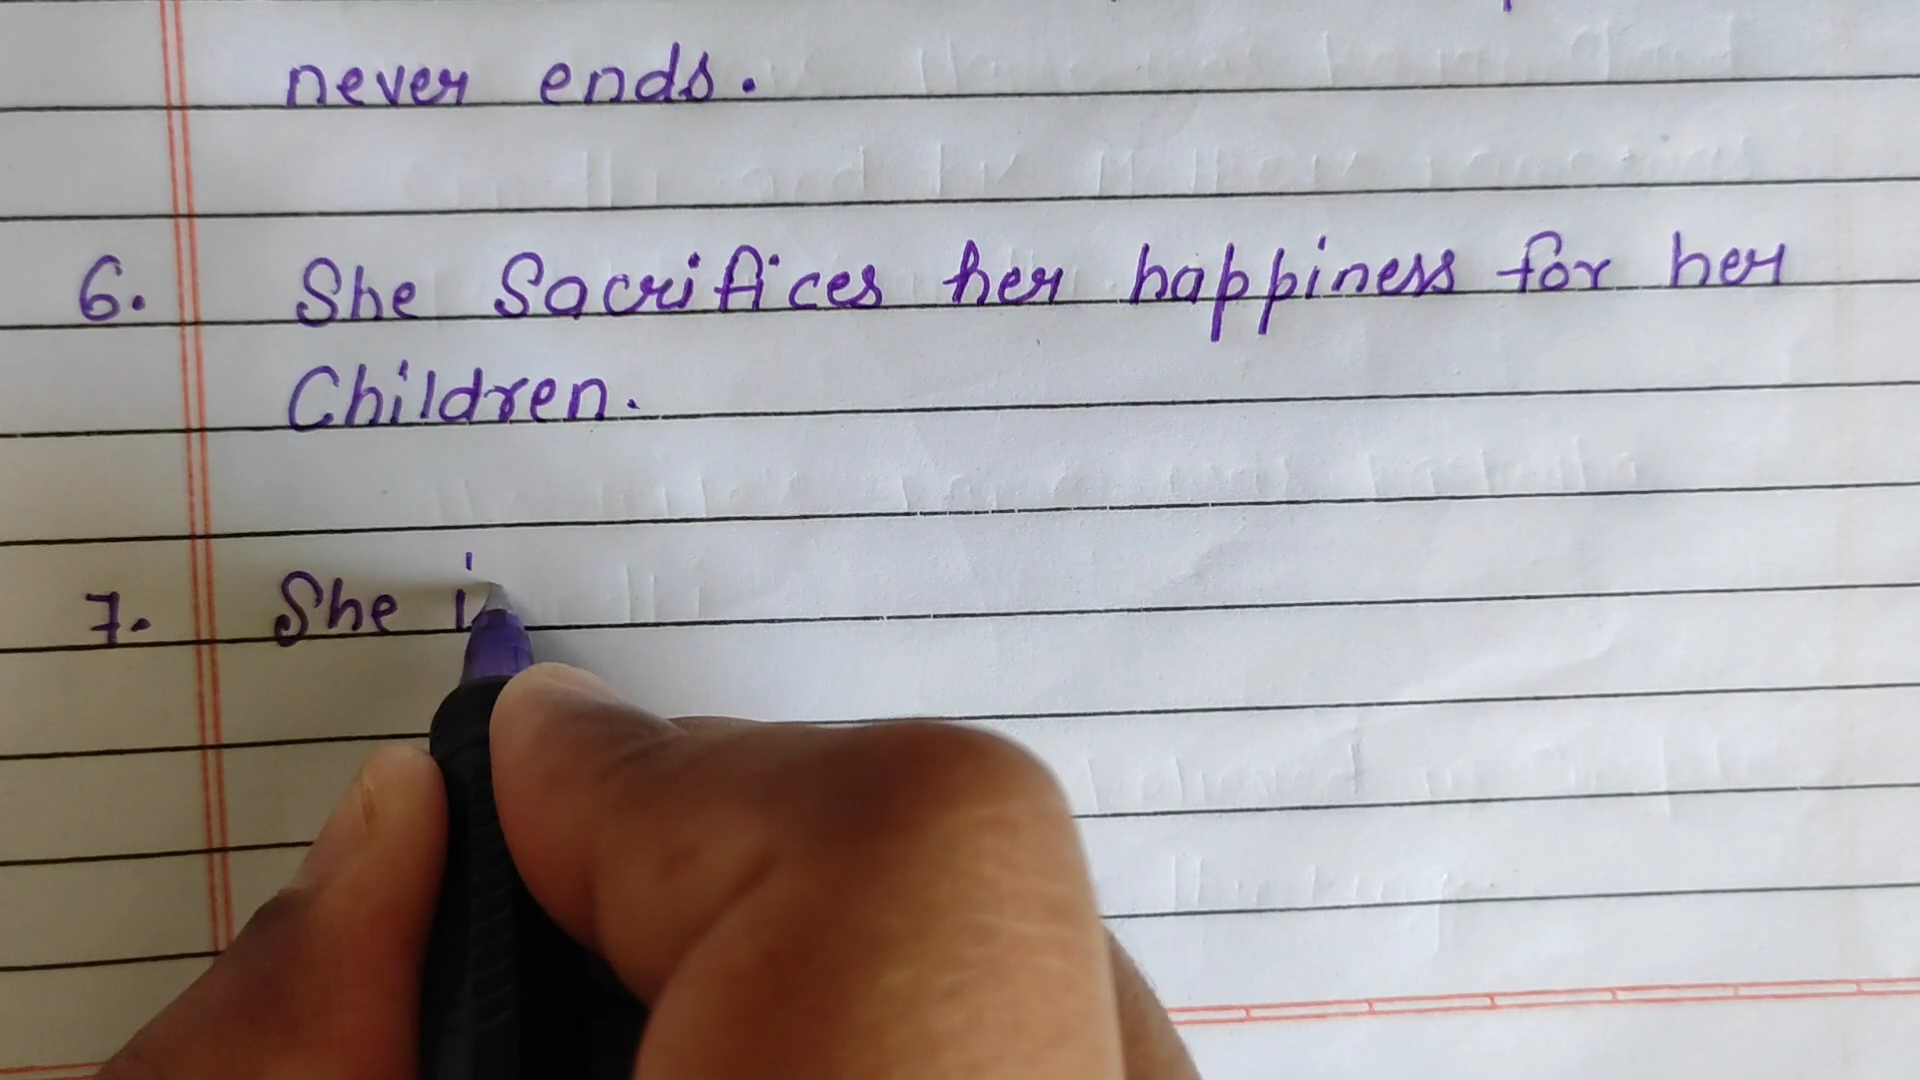 never ends.
6. She Sacrifices her happiness for her
Children.
7. She i